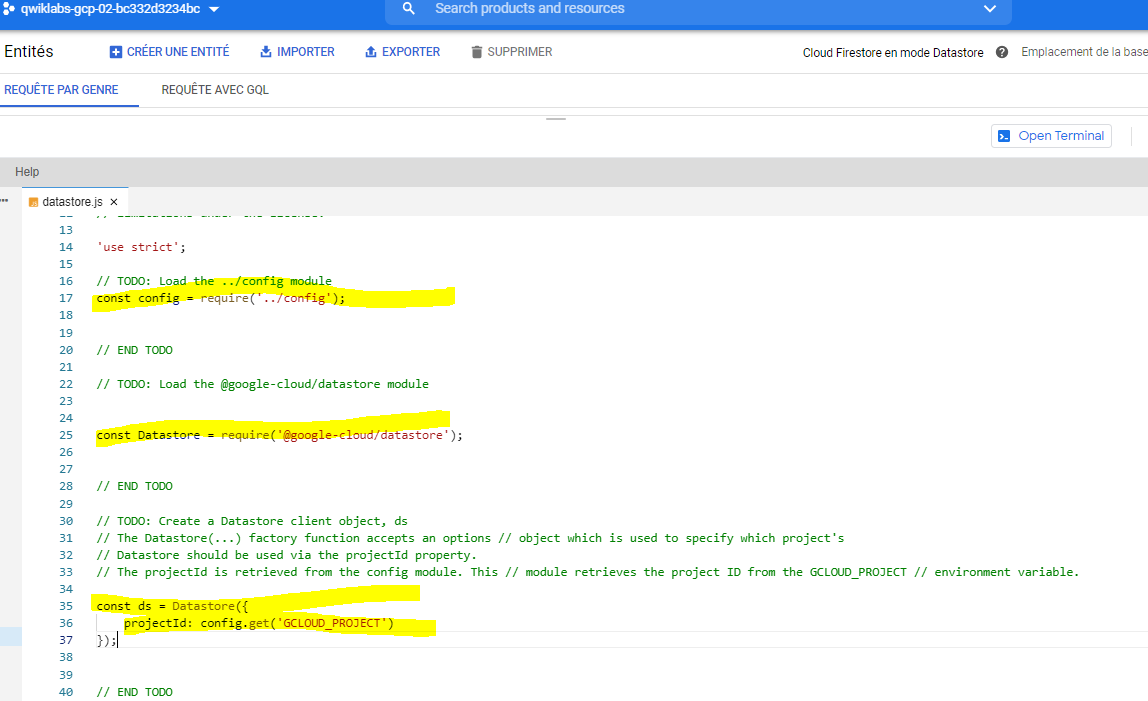 qwiklabs-gcp-02-bc332d3234bc
Search products and resources
Entités
CRÉER UNE ENTITÉ
IMPORTER
EXPORTER
SUPPRIMER
Cloud Firestore en mode Datastore
Emplacement de la base
REQUÊTE PAR GENRE
REQUÊTE AVEC GQL
Open Terminal
Help
datastore.js
12 // limitations under the License.
13
14 'use strict';
15
16 // TODO: Load the ../config module
17 const config = require('../config');
18
19
20 // END TODO
21
22 // TODO: Load the @google-cloud/datastore module
23
24
25 const Datastore = require('@google-cloud/datastore');
26
27
28 // END TODO
29
30 // TODO: Create a Datastore client object, ds
31 // The Datastore(...) factory function accepts an options // object which is used to specify which project's
32 // Datastore should be used via the projectId property.
33 // The projectId is retrieved from the config module. This // module retrieves the project ID from the GCLOUD_PROJECT // environment variable.
34
35 const ds = Datastore({
36 projectId: config.get('GCLOUD_PROJECT')
37 });
38
39
40 // END TODO